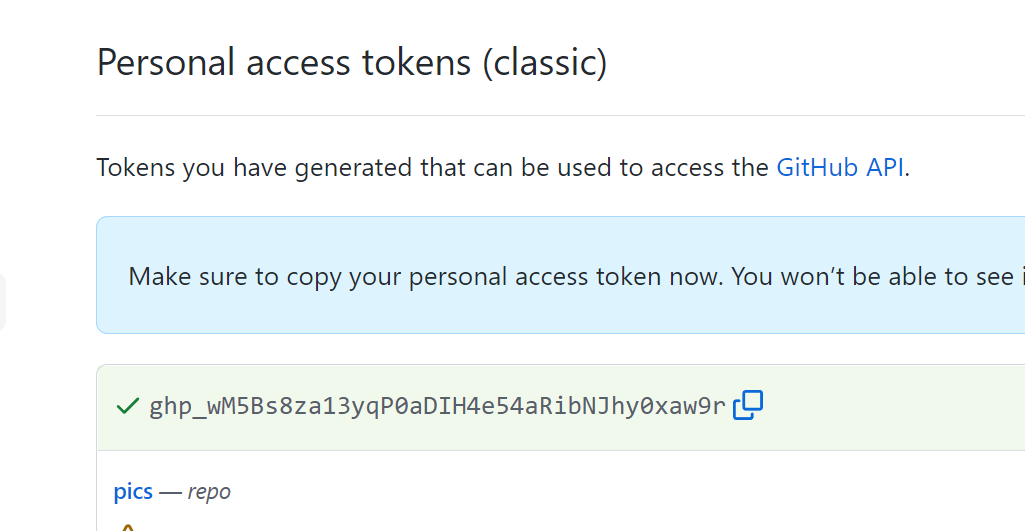 Personal access tokens (classic)
Tokens you have generated that can be used to access the GitHub API.
Make sure to copy your personal access token now. You won’t be able to see
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
pics — repo